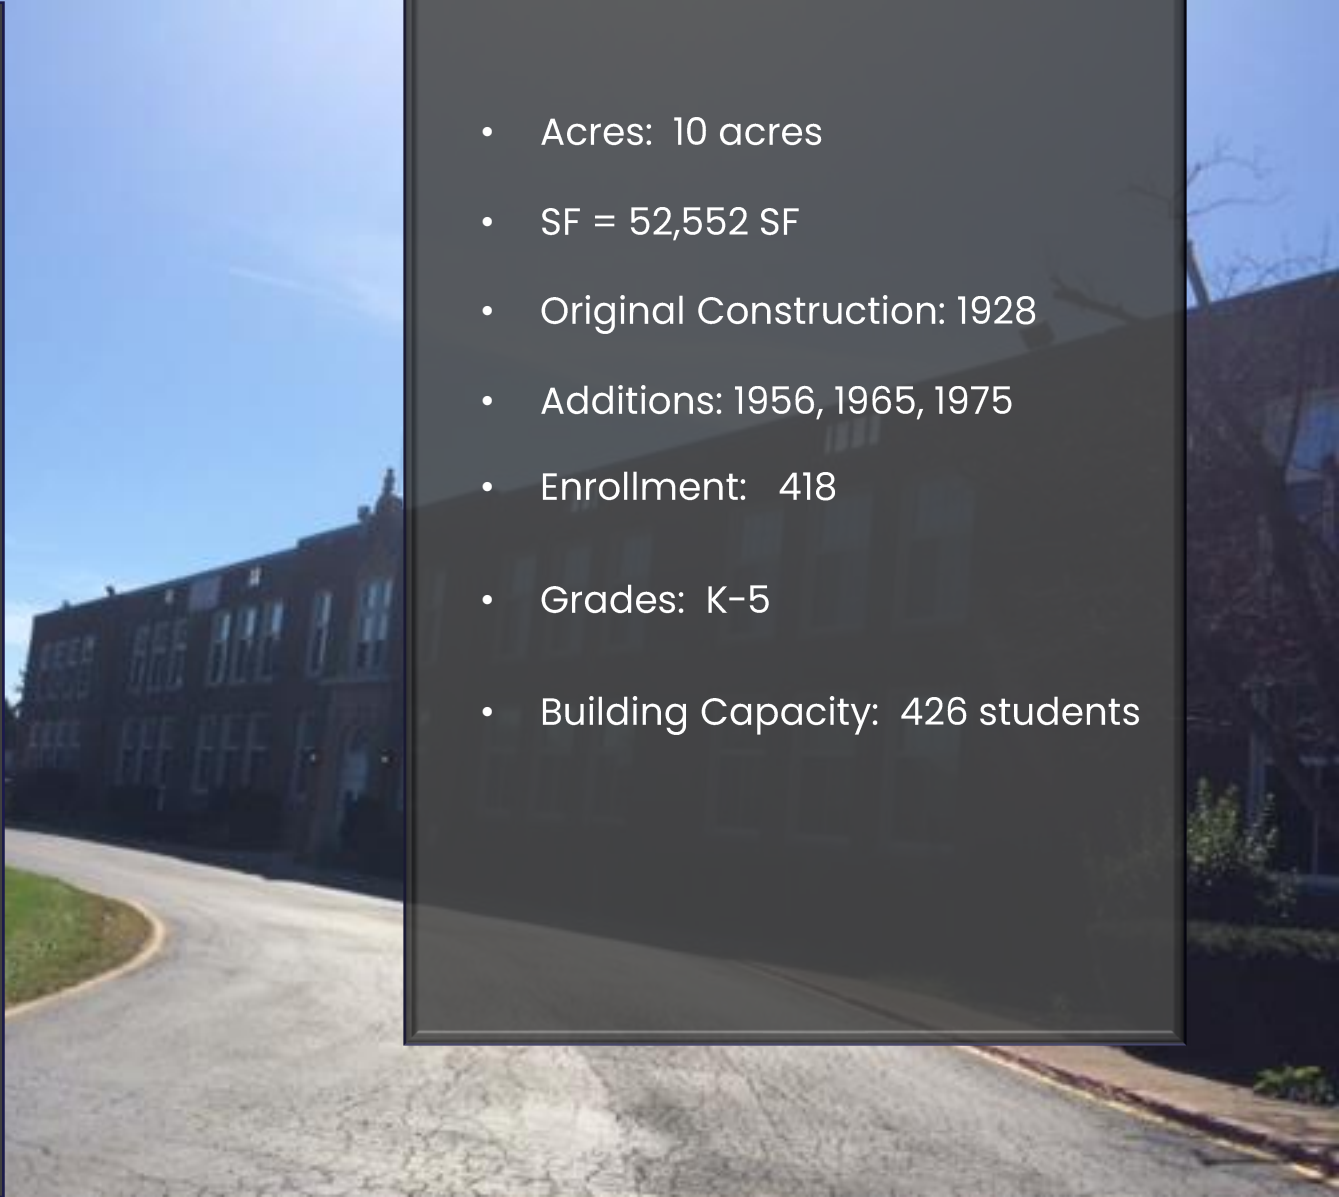 • Acres:  10 acres
• SF = 52,552 SF
• Original Construction: 1928
• Additions: 1956, 1965, 1975
• Enrollment:   418
• Grades:  K-5
• Building Capacity:  426 students